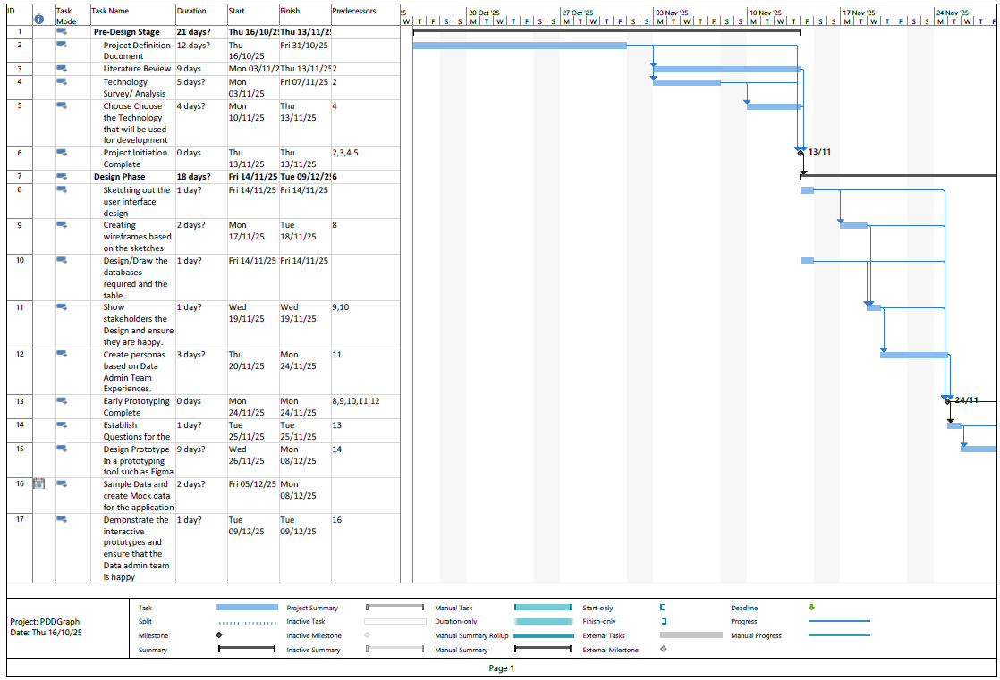 ID Task Mode Task Name Duration Start Finish Predecessors
'25 20 Oct '25 27 Oct '25 03 Nov '25 10 Nov '25 17 Nov '25 24 Nov '25
W T F S S M T W T F S S M T W T F S S M T W T F S S M T W T F S S M T W T F S S M T W T F
1 Pre-Design Stage 21 days? Thu 16/10/25 Thu 13/11/25
2 Project Definition 12 days? Thu Fri 31/10/25
Document 16/10/25
3 Literature Review 9 days Mon 03/11/2 Thu 13/11/25 2
4 Technology 5 days? Mon Fri 07/11/25 2
Survey/ Analysis 03/11/25
5 Choose Choose 4 days? Mon Thu 4
the Technology 10/11/25 13/11/25
that will be used
for development
6 Project Initiation 0 days Thu Thu 2,3,4,5
Complete 13/11/25 13/11/25
13/11
7 Design Phase 18 days? Fri 14/11/25 Tue 09/12/25 6
8 Sketching out the 1 day? Fri 14/11/25 Fri 14/11/25
user interface
design
9 Creating 2 days? Mon Tue 8
wireframes based 17/11/25 18/11/25
on the sketches
10 Design/Draw the 1 day? Fri 14/11/25 Fri 14/11/25
databases
required and the
table
11 Show 1 day? Wed Wed 9,10
stakeholders the 19/11/25 19/11/25
Design and ensure
they are happy.
12 Create personas 3 days? Thu Mon 11
based on Data 20/11/25 24/11/25
Admin Team
Experiences.
13 Early Prototyping 0 days Mon Mon 8,9,10,11,12
Complete 24/11/25 24/11/25
24/11
14 Establish 1 day? Tue Tue 13
Questions for the 25/11/25 25/11/25
15 Design Prototype 9 days? Wed Mon 14
In a prototyping 26/11/25 08/12/25
tool such as Figma
16 Sample Data and 2 days? Fri 05/12/25 Mon
create Mock data 08/12/25
for the application
17 Demonstrate the 1 day? Tue Tue 16
interactive 09/12/25 09/12/25
prototypes and
ensure that the
Data admin team
is happy
Project: PDDGraph
Date: Thu 16/10/25
Task Project Summary Manual Task Start-only Deadline
Split Inactive Task Duration-only Finish-only Progress
Milestone Inactive Milestone Manual Summary Rollup External Tasks Manual Progress
Summary Inactive Summary Manual Summary External Milestone
Page 1